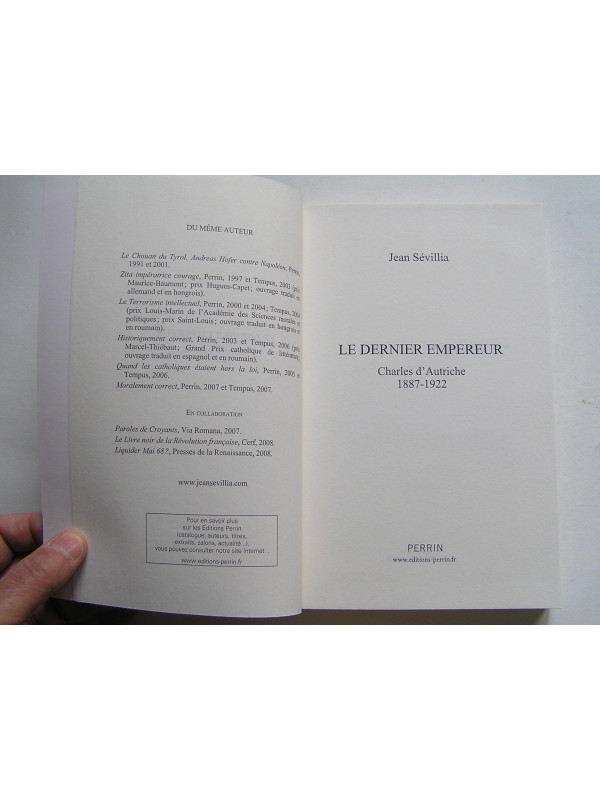 DU MÊME AUTEUR
Le Chouan du Tyrol. Andreas Hofer contre Napoléon, Perrin,
1991 et 2001.
Zita impératrice courage, Perrin, 1997 et Tempus, 2003 (prix
Maurice-Baumont ; prix Hugues-Capet ; ouvrage traduit en
allemand et en hongrois).
Le Terrorisme intellectuel, Perrin, 2000 et 2004 ; Tempus, 2004
(prix Louis-Marin de l'Académie des Sciences morales et
politiques ; prix Saint-Louis ; ouvrage traduit en hongrois et
en roumain).
Historiquement correct, Perrin, 2003 et Tempus, 2006 (prix
Marcel-Thiébaut ; Grand Prix catholique de littérature ;
ouvrage traduit en espagnol et en roumain).
Quand les catholiques étaient hors la loi, Perrin, 2005 et
Tempus, 2006.
Moralement correct, Perrin, 2007 et Tempus, 2007.
EN COLLABORATION
Paroles de Croyants, Via Romana, 2007.
Le Livre noir de la Révolution française, Cerf, 2008.
Liquider Mai 68 ?, Presses de la Renaissance, 2008.
www.jeansevillia.com
Pour en savoir plus
sur les Editions Perrin
(catalogue, auteurs, titres,
extraits, salons, actualité...),
vous pouvez consulter notre site Internet :
www.editions-perrin.fr
Jean Sévillia
LE DERNIER EMPEREUR
Charles d'Autriche
1887-1922
PERRIN
www.editions-perrin.fr